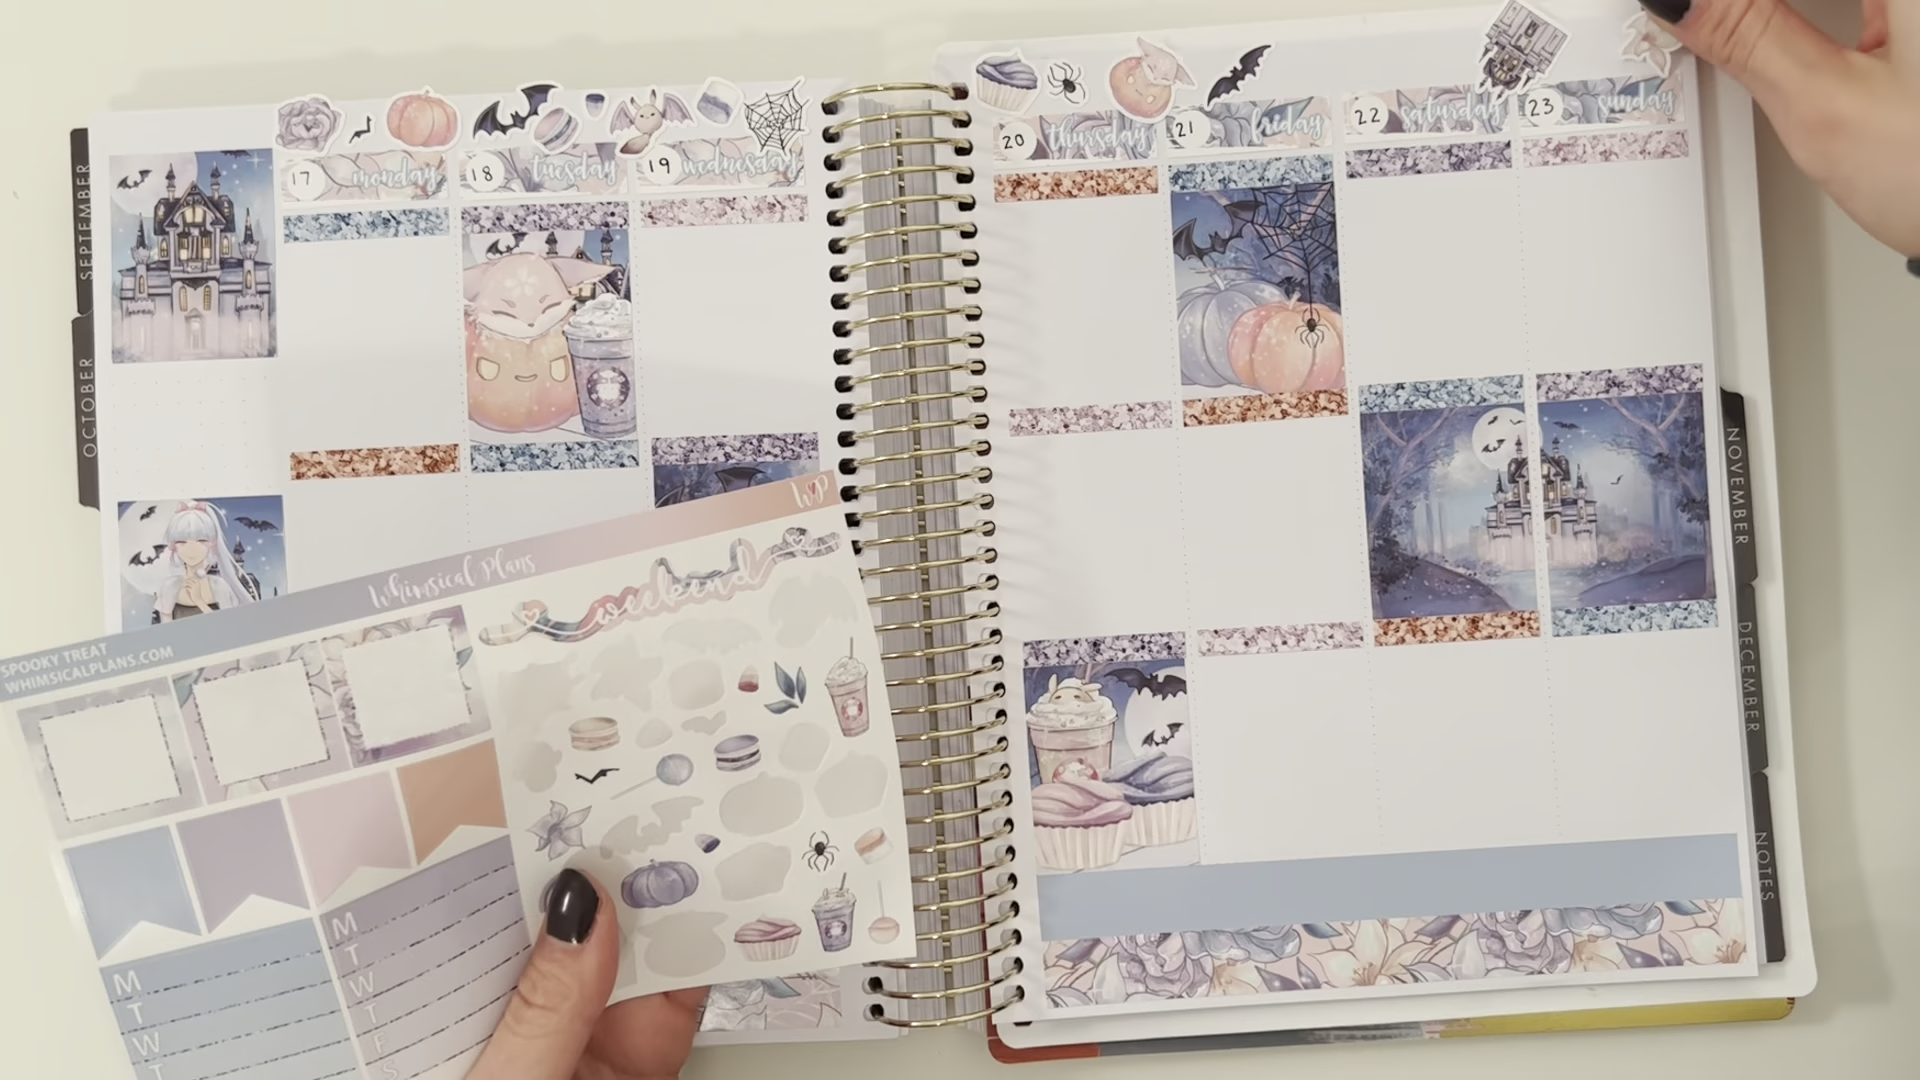 SEPTEMBER
OCTOBER
17 monday
18 tuesday
19 wednesday
20 thursday
21 friday
22 saturday
23 sunday
NOVEMBER
DECEMBER
NOTES
WP
Whimsical Plans
SPOOKY TREAT
WHIMSICALPLANS.COM
weekend
M
T
W
T
M
T
W
T
F
S